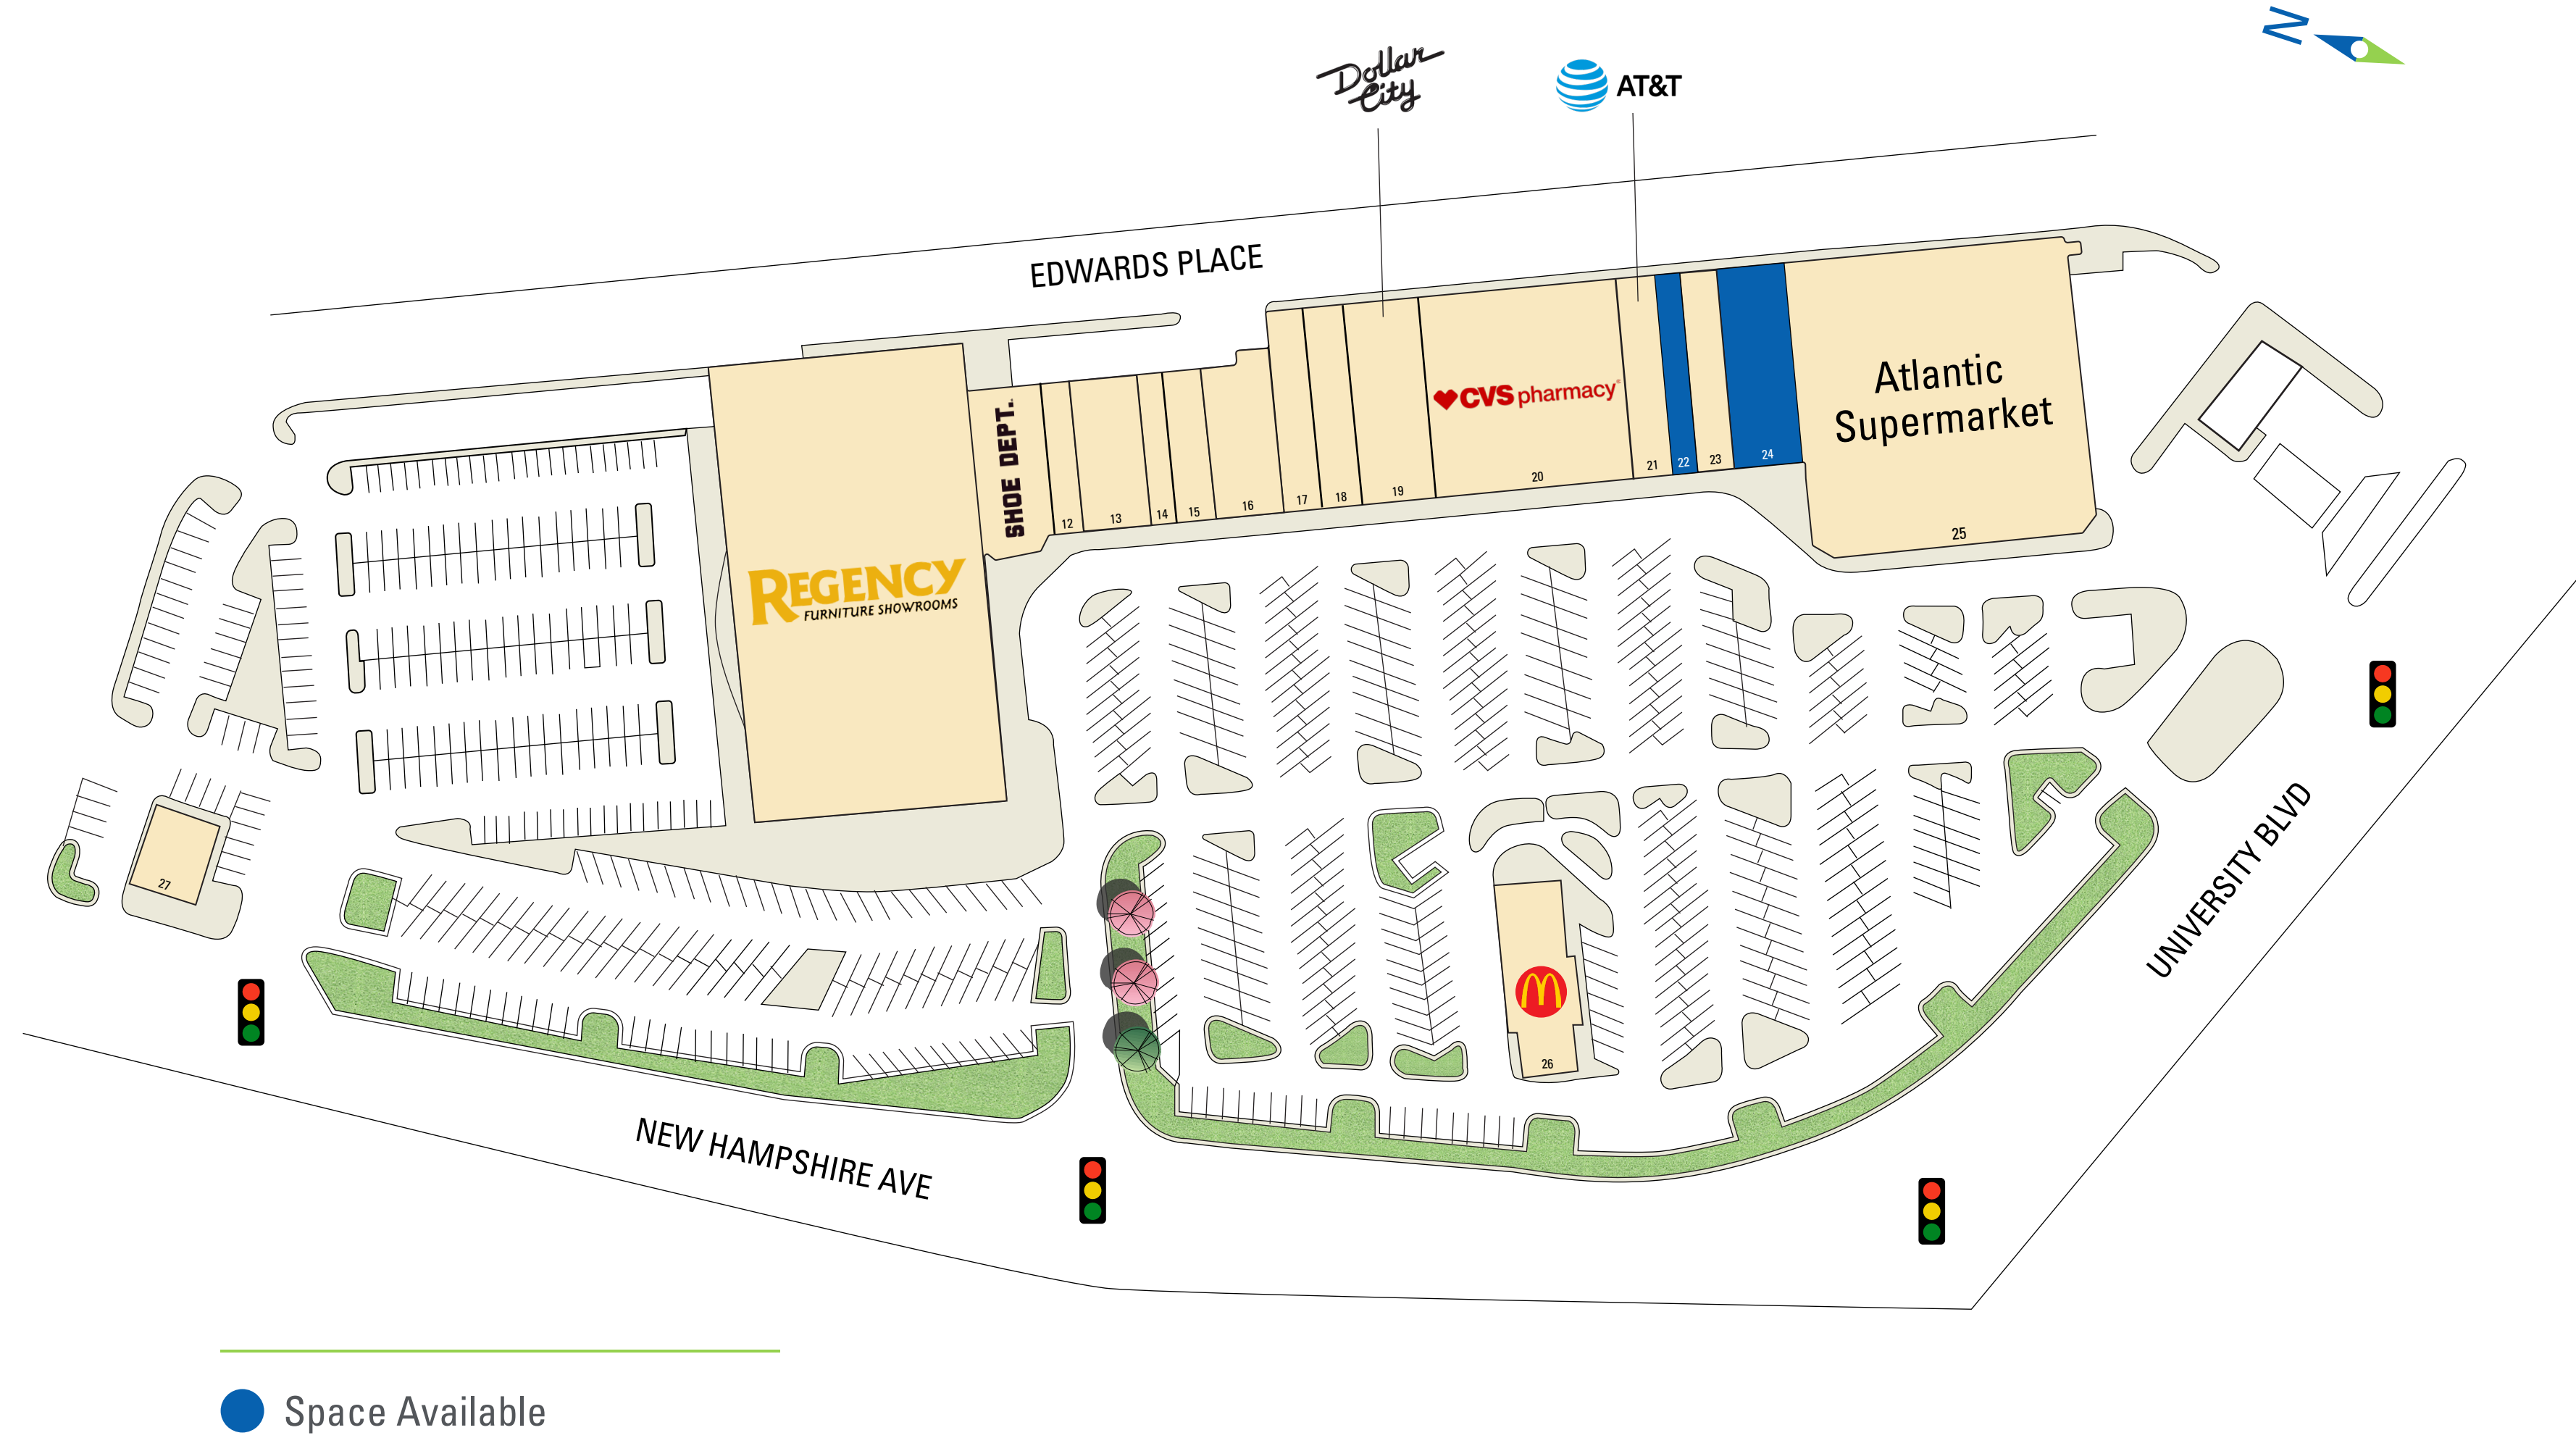 N
Dollar
City
AT&T
EDWARDS PLACE
Atlantic
Supermarket
CVS pharmacy
SHOE DEPT.
REGENCY
FURNITURE SHOWROOMS
12
13
14
15
16
17
18
19
20
21
22
23
24
25
26
27
UNIVERSITY BLVD
NEW HAMPSHIRE AVE
Space Available